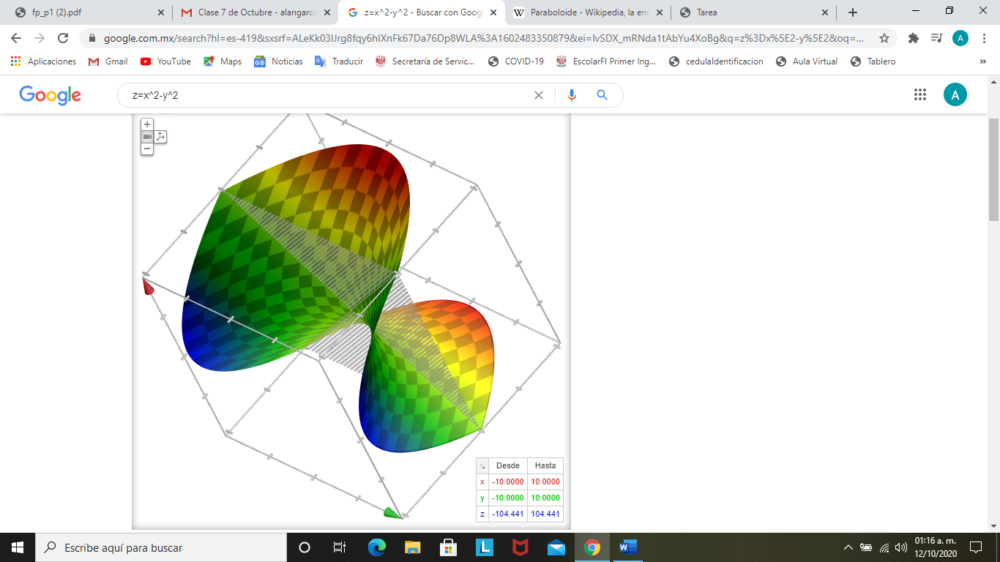 fp_p1 (2).pdf
Clase 7 de Octubre - alangarcia
z=x^2-y^2 - Buscar con Googl
Paraboloide - Wikipedia, la enc
Tarea
google.com.mx/search?hl=es-419&sxsrf=ALeKk03IJrg8fqy6hIXnFk67Da76Dp8WLA%3A1602483350879&ei=lvSDX_mRNda1tAbYu4XoBg&q=z%3Dx%5E2-y%5E2&oq=...
A
Aplicaciones
Gmail
YouTube
Maps
Noticias
Traducir
Secretaría de Servic...
COVID-19
EscolarFI Primer Ing...
cedulaIdentificacion
Aula Virtual
Tablero
»
Google
z=x^2-y^2
A
Desde Hasta
x -10.0000 10.0000
y -10.0000 10.0000
z -104.441 104.441
Escribe aquí para buscar
01:16 a. m.
12/10/2020